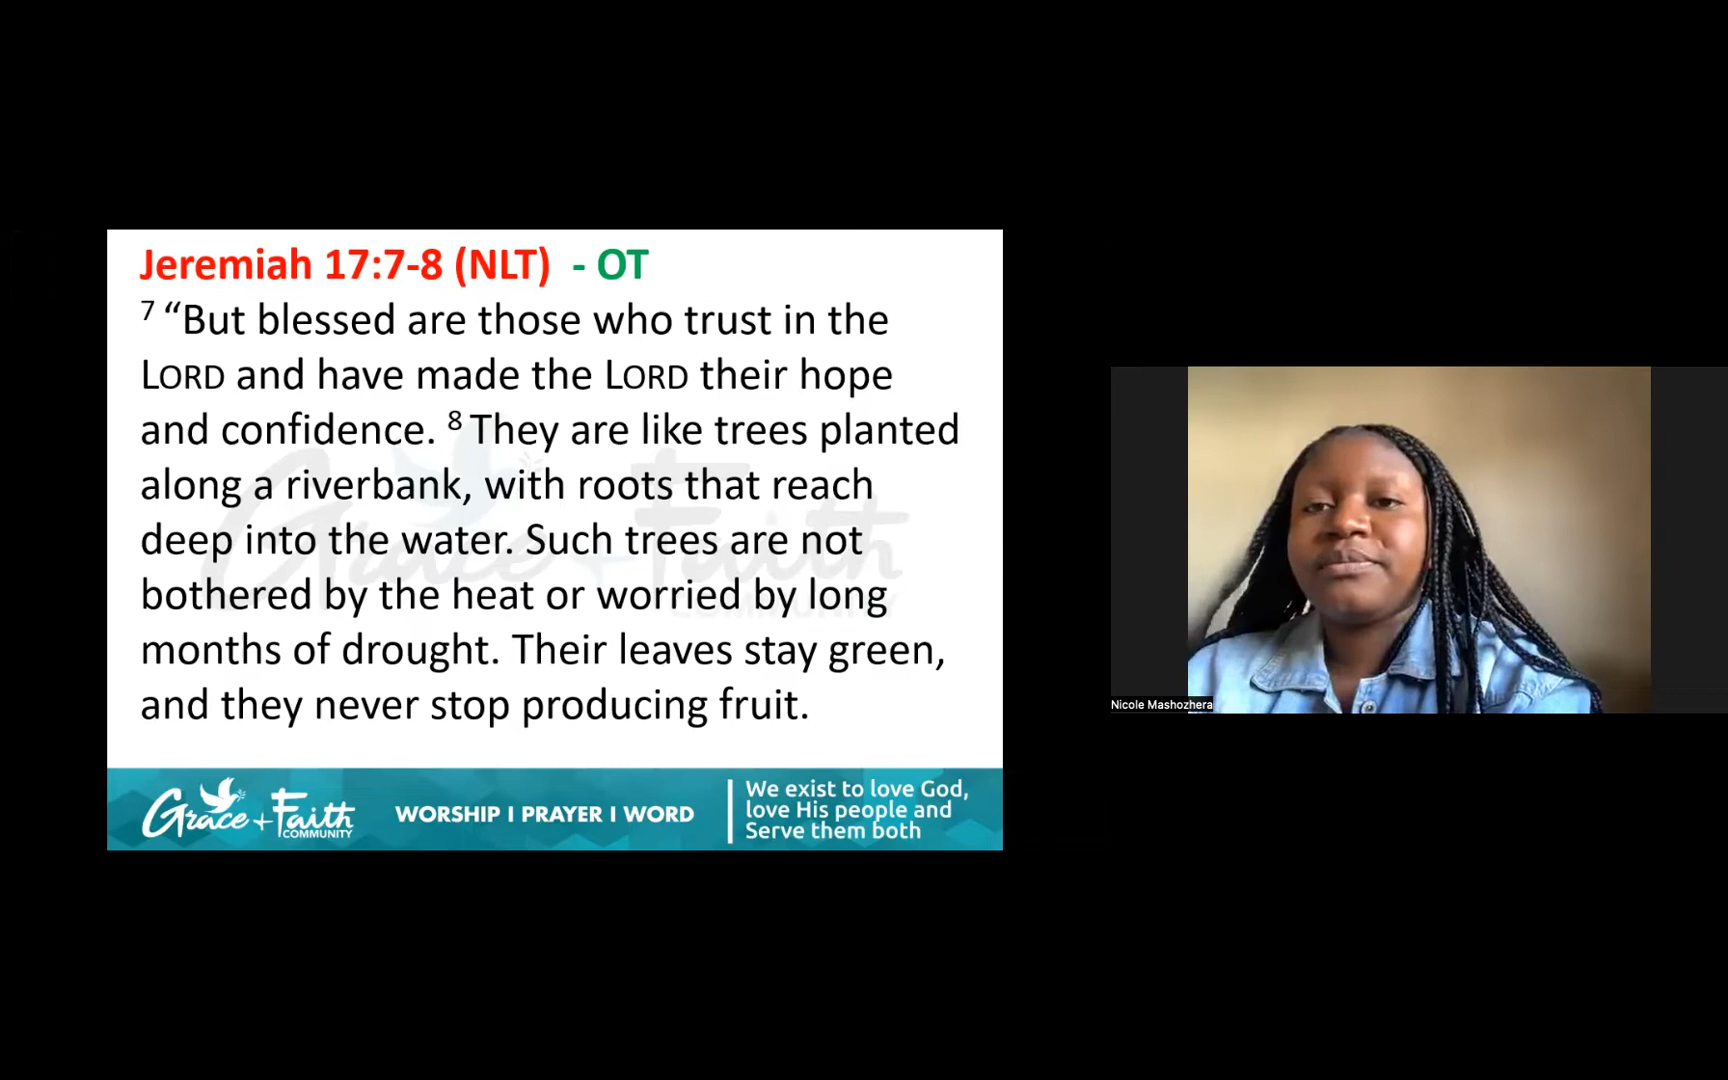 Jeremiah 17:7-8 (NLT) - OT
⁷ “But blessed are those who trust in the
LORD and have made the LORD their hope
and confidence. ⁸ They are like trees planted
along a riverbank, with roots that reach
deep into the water. Such trees are not
bothered by the heat or worried by long
months of drought. Their leaves stay green,
and they never stop producing fruit.
Grace + Faith
COMMUNITY
Grace + Faith
COMMUNITY
WORSHIP I PRAYER I WORD
We exist to love God,
love His people and
Serve them both
Nicole Mashozhera